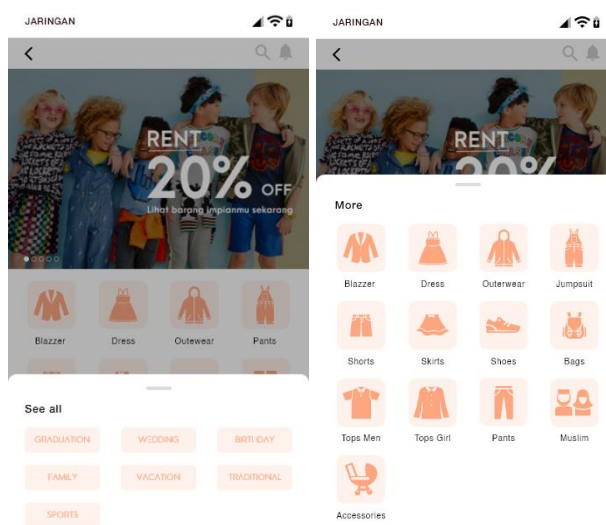 JARINGAN
RENT
20% OFF
Lihat barang impianmu sekarang
Blazzer Dress Outewear Pants
See all
GRADUATION WEDDING BIRTHDAY
FAMILY VACATION TRADITIONAL
SPORTS
JARINGAN
RENT
20%
More
Blazzer Dress Outerwear Jumpsuit
Shorts Skirts Shoes Bags
Tops Men Tops Girl Pants Muslim
Accessories